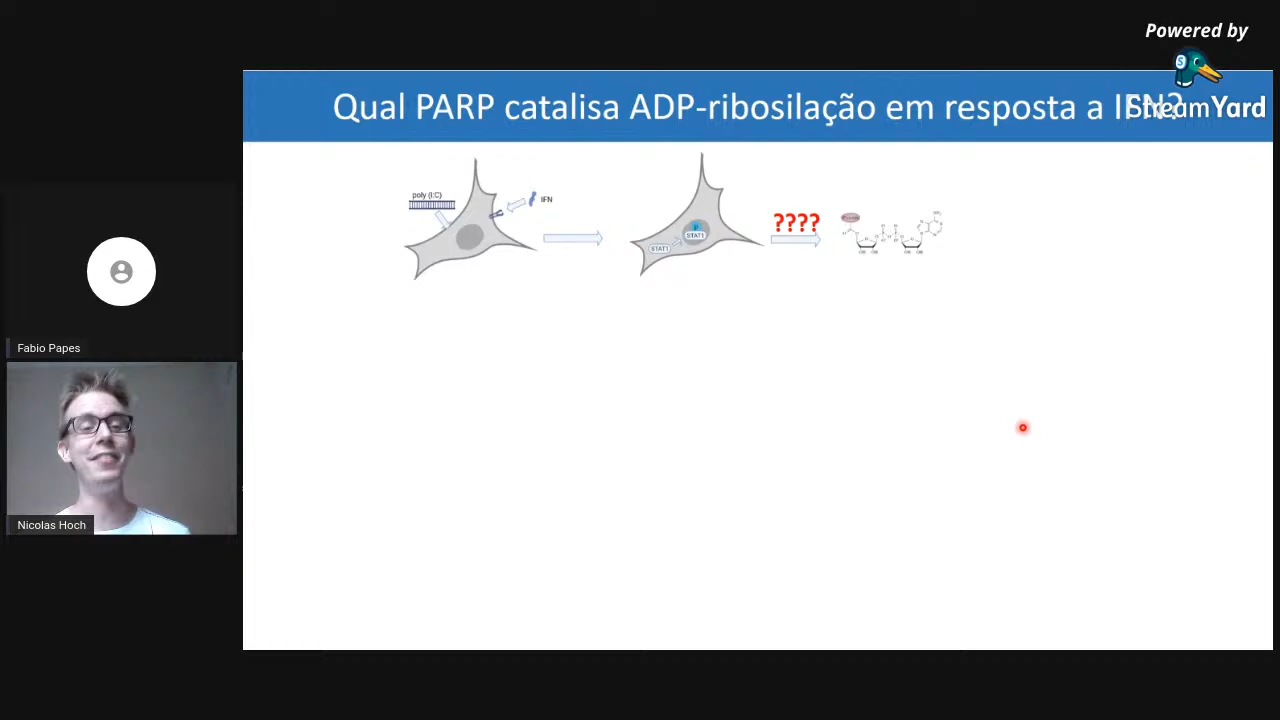 Powered by
StreamYard
Qual PARP catalisa ADP-ribosilação em resposta a IFN?
poly (I:C)
IFN
STAT1
P
STAT1
????
Fabio Papes
Nicolas Hoch